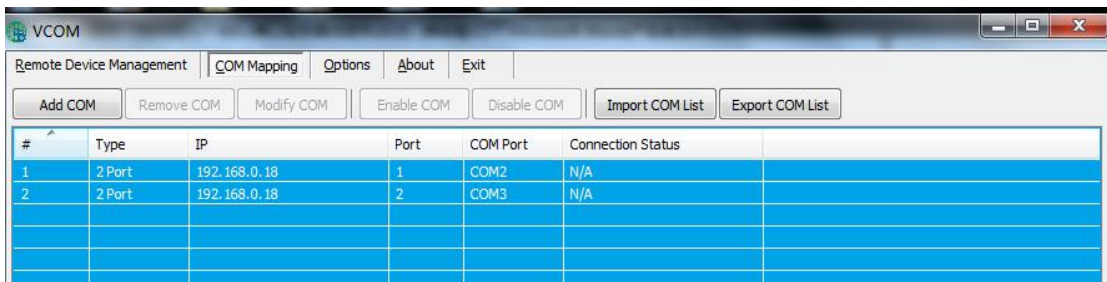 VCOM
Remote Device Management COM Mapping Options About Exit
Add COM Remove COM Modify COM Enable COM Disable COM Import COM List Export COM List
# Type IP Port COM Port Connection Status
1 2 Port 192.168.0.18 1 COM2 N/A
2 2 Port 192.168.0.18 2 COM3 N/A